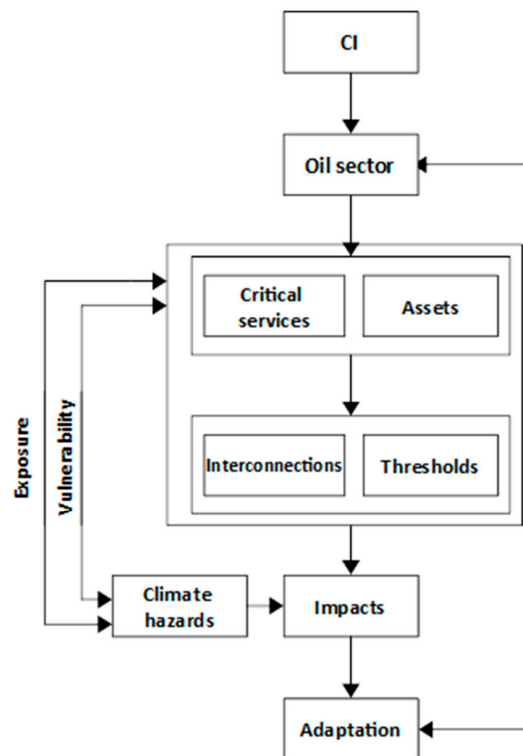 CI
Oil sector
Critical
services
Assets
Interconnections
Thresholds
Exposure
Vulnerability
Climate
hazards
Impacts
Adaptation